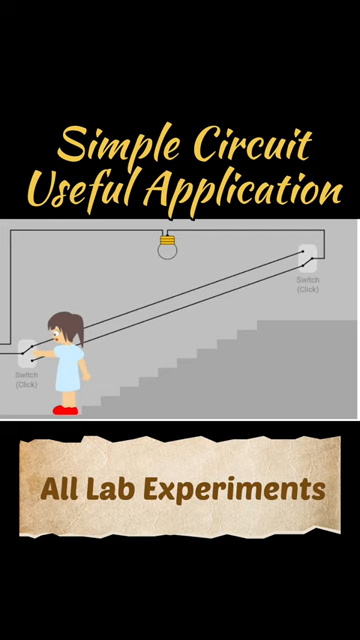 Simple Circuit
Useful Application
Switch
(Click)
Switch
(Click)
All Lab Experiments